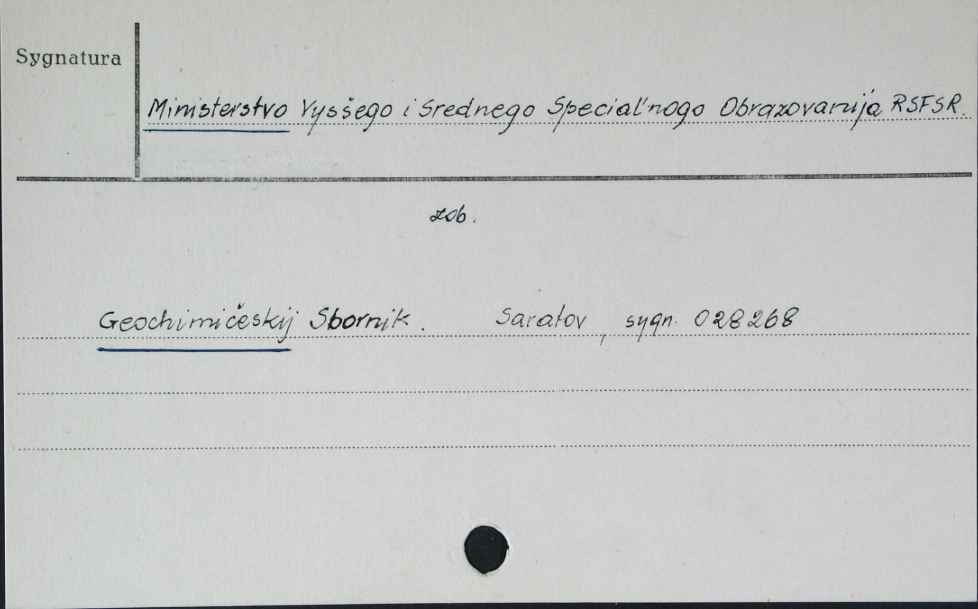 Sygnatura
Ministerstvo Vysšego i Srednego Special'nogo Obrazovanija RSFSR.
zob.
Geochimičeskij Sbornik. Saratov, sygn. 028268